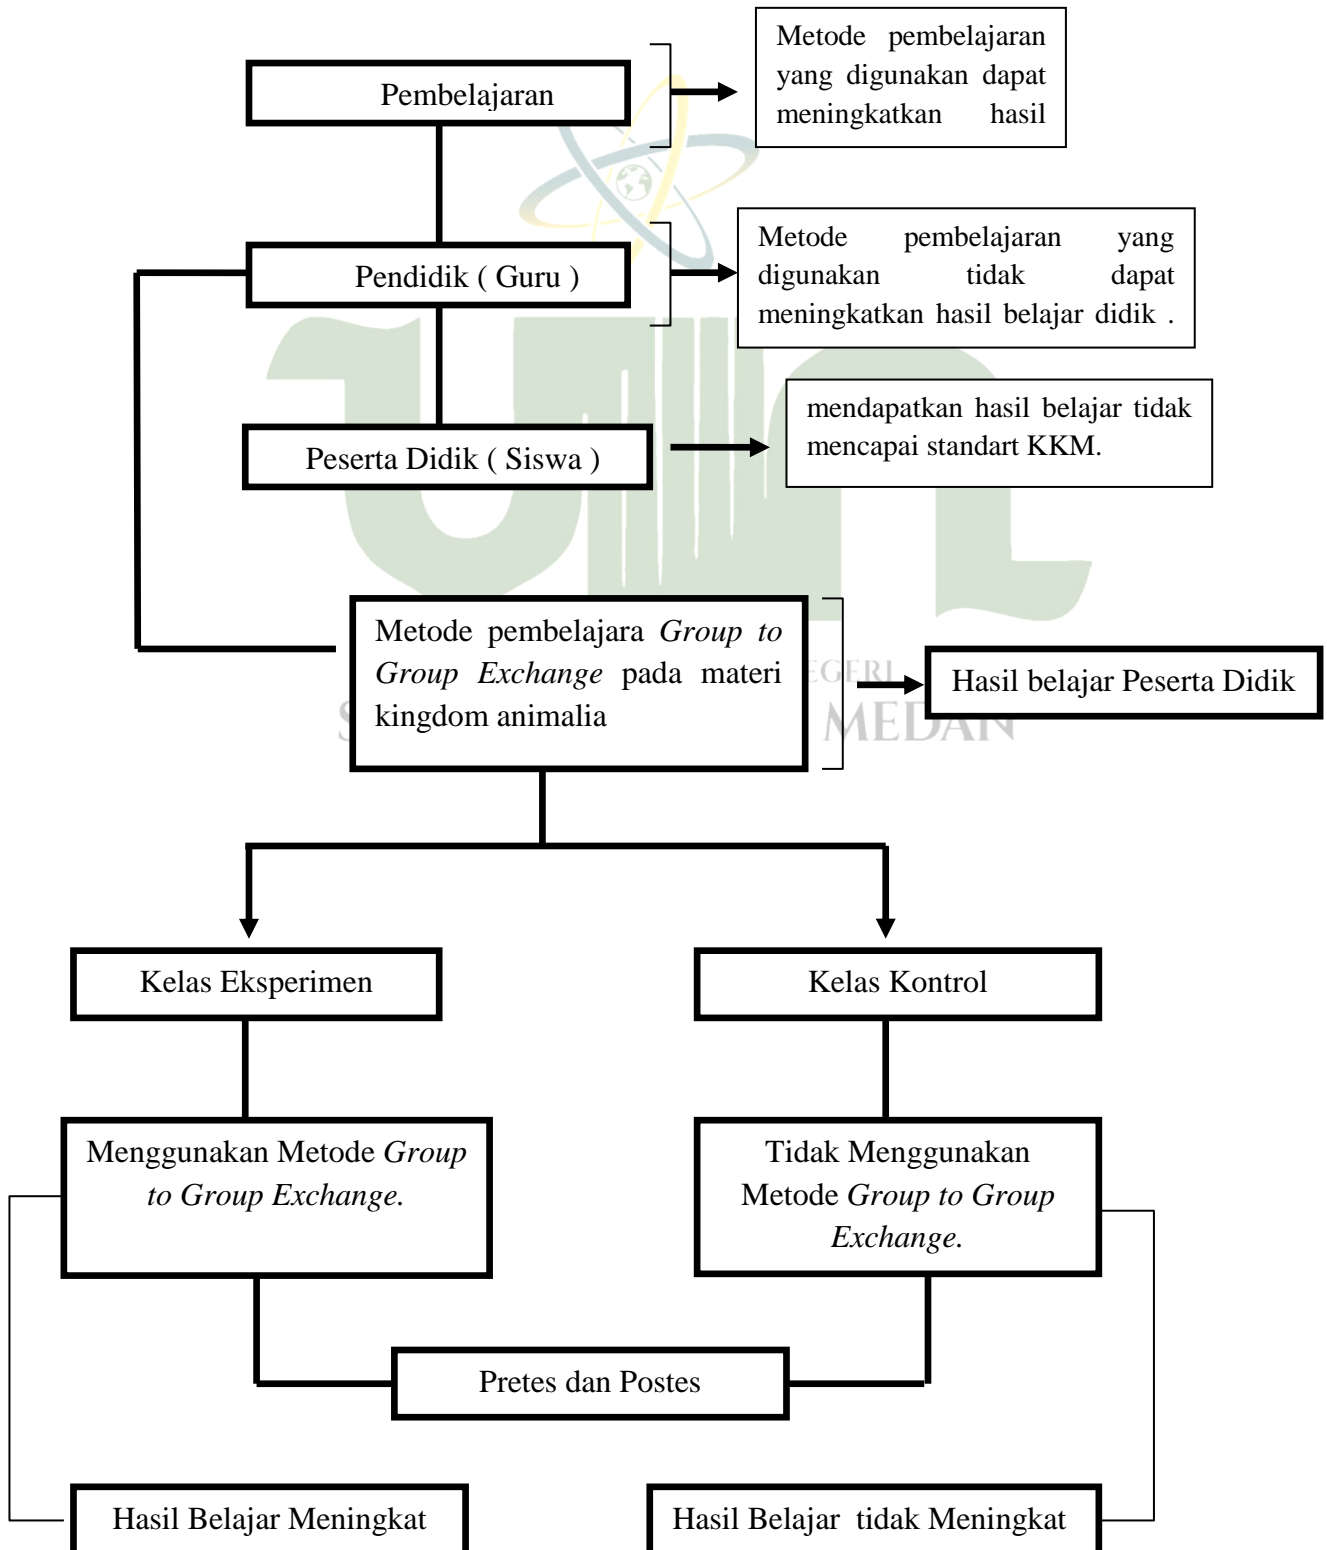 Pembelajaran
Metode pembelajaran
yang digunakan dapat
meningkatkan hasil
Pendidik ( Guru )
Metode pembelajaran yang
digunakan tidak dapat
meningkatkan hasil belajar didik .
Peserta Didik ( Siswa )
mendapatkan hasil belajar tidak
mencapai standart KKM.
Metode pembelajara Group to
Group Exchange pada materi
kingdom animalia
Hasil belajar Peserta Didik
EGERI
MEDAN
Kelas Eksperimen
Kelas Kontrol
Menggunakan Metode Group
to Group Exchange.
Tidak Menggunakan
Metode Group to Group
Exchange.
Pretes dan Postes
Hasil Belajar Meningkat
Hasil Belajar  tidak Meningkat